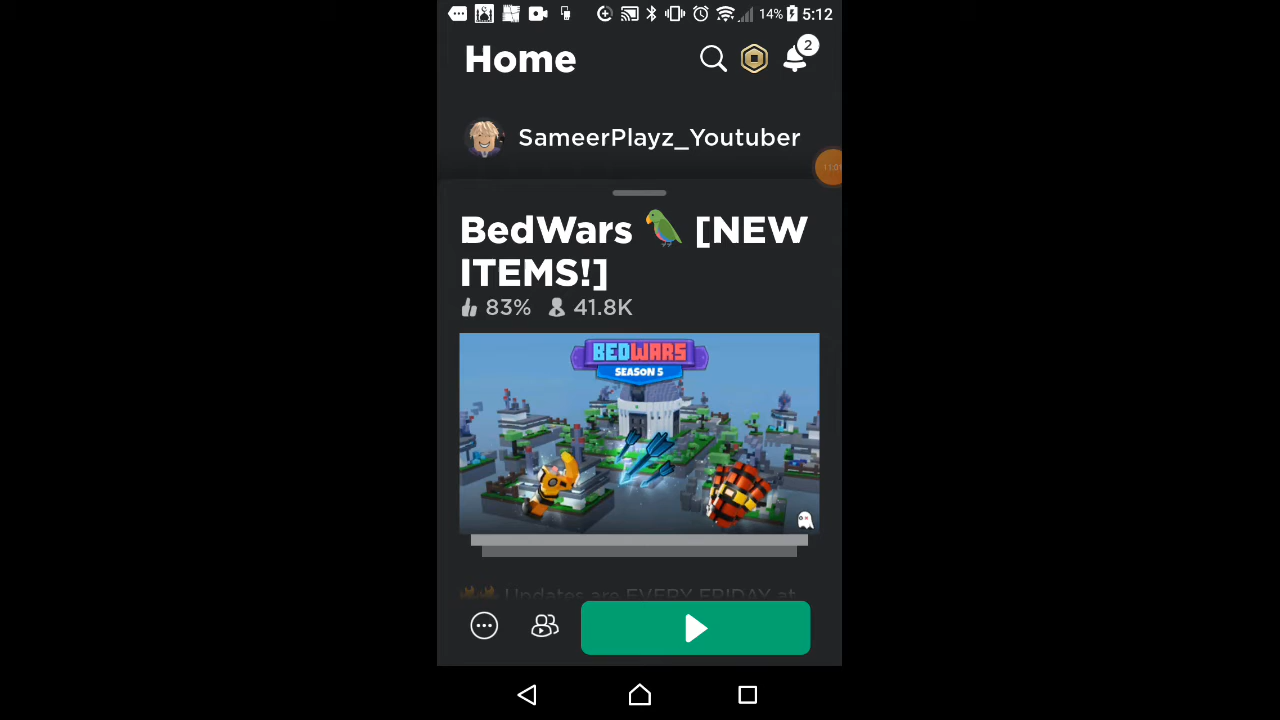 14% 5:12
Home
2
SameerPlayz_Youtuber
BedWars 🦜 [NEW
ITEMS!]
83% 41.8K
BEDWARS
SEASON 5
🔥🔥 Updates are EVERY FRIDAY at